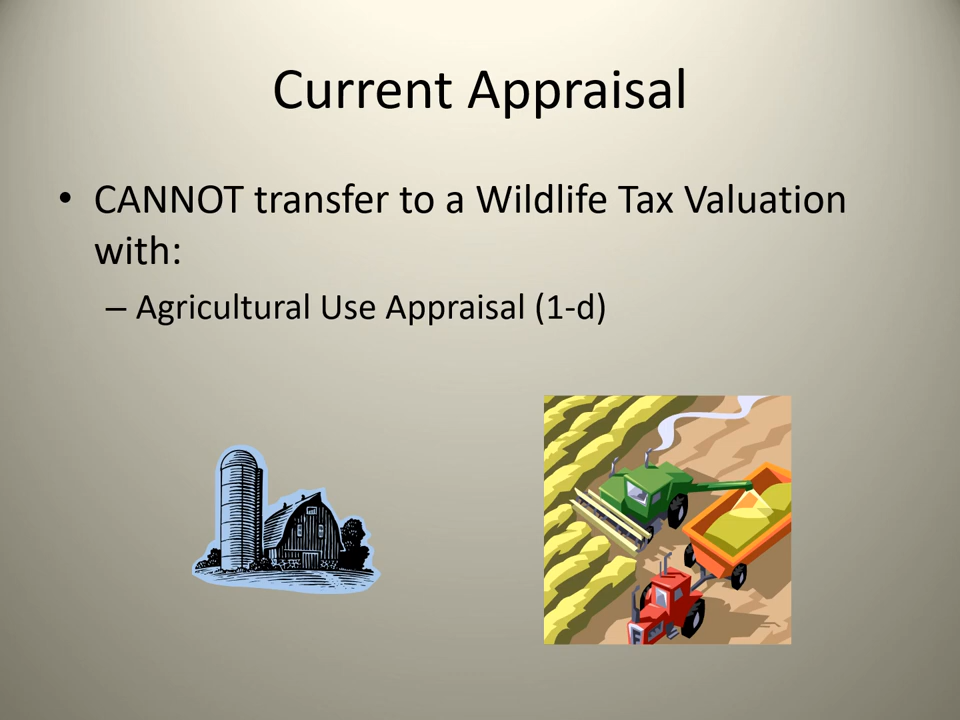 Current Appraisal
• CANNOT transfer to a Wildlife Tax Valuation
with:
– Agricultural Use Appraisal (1-d)